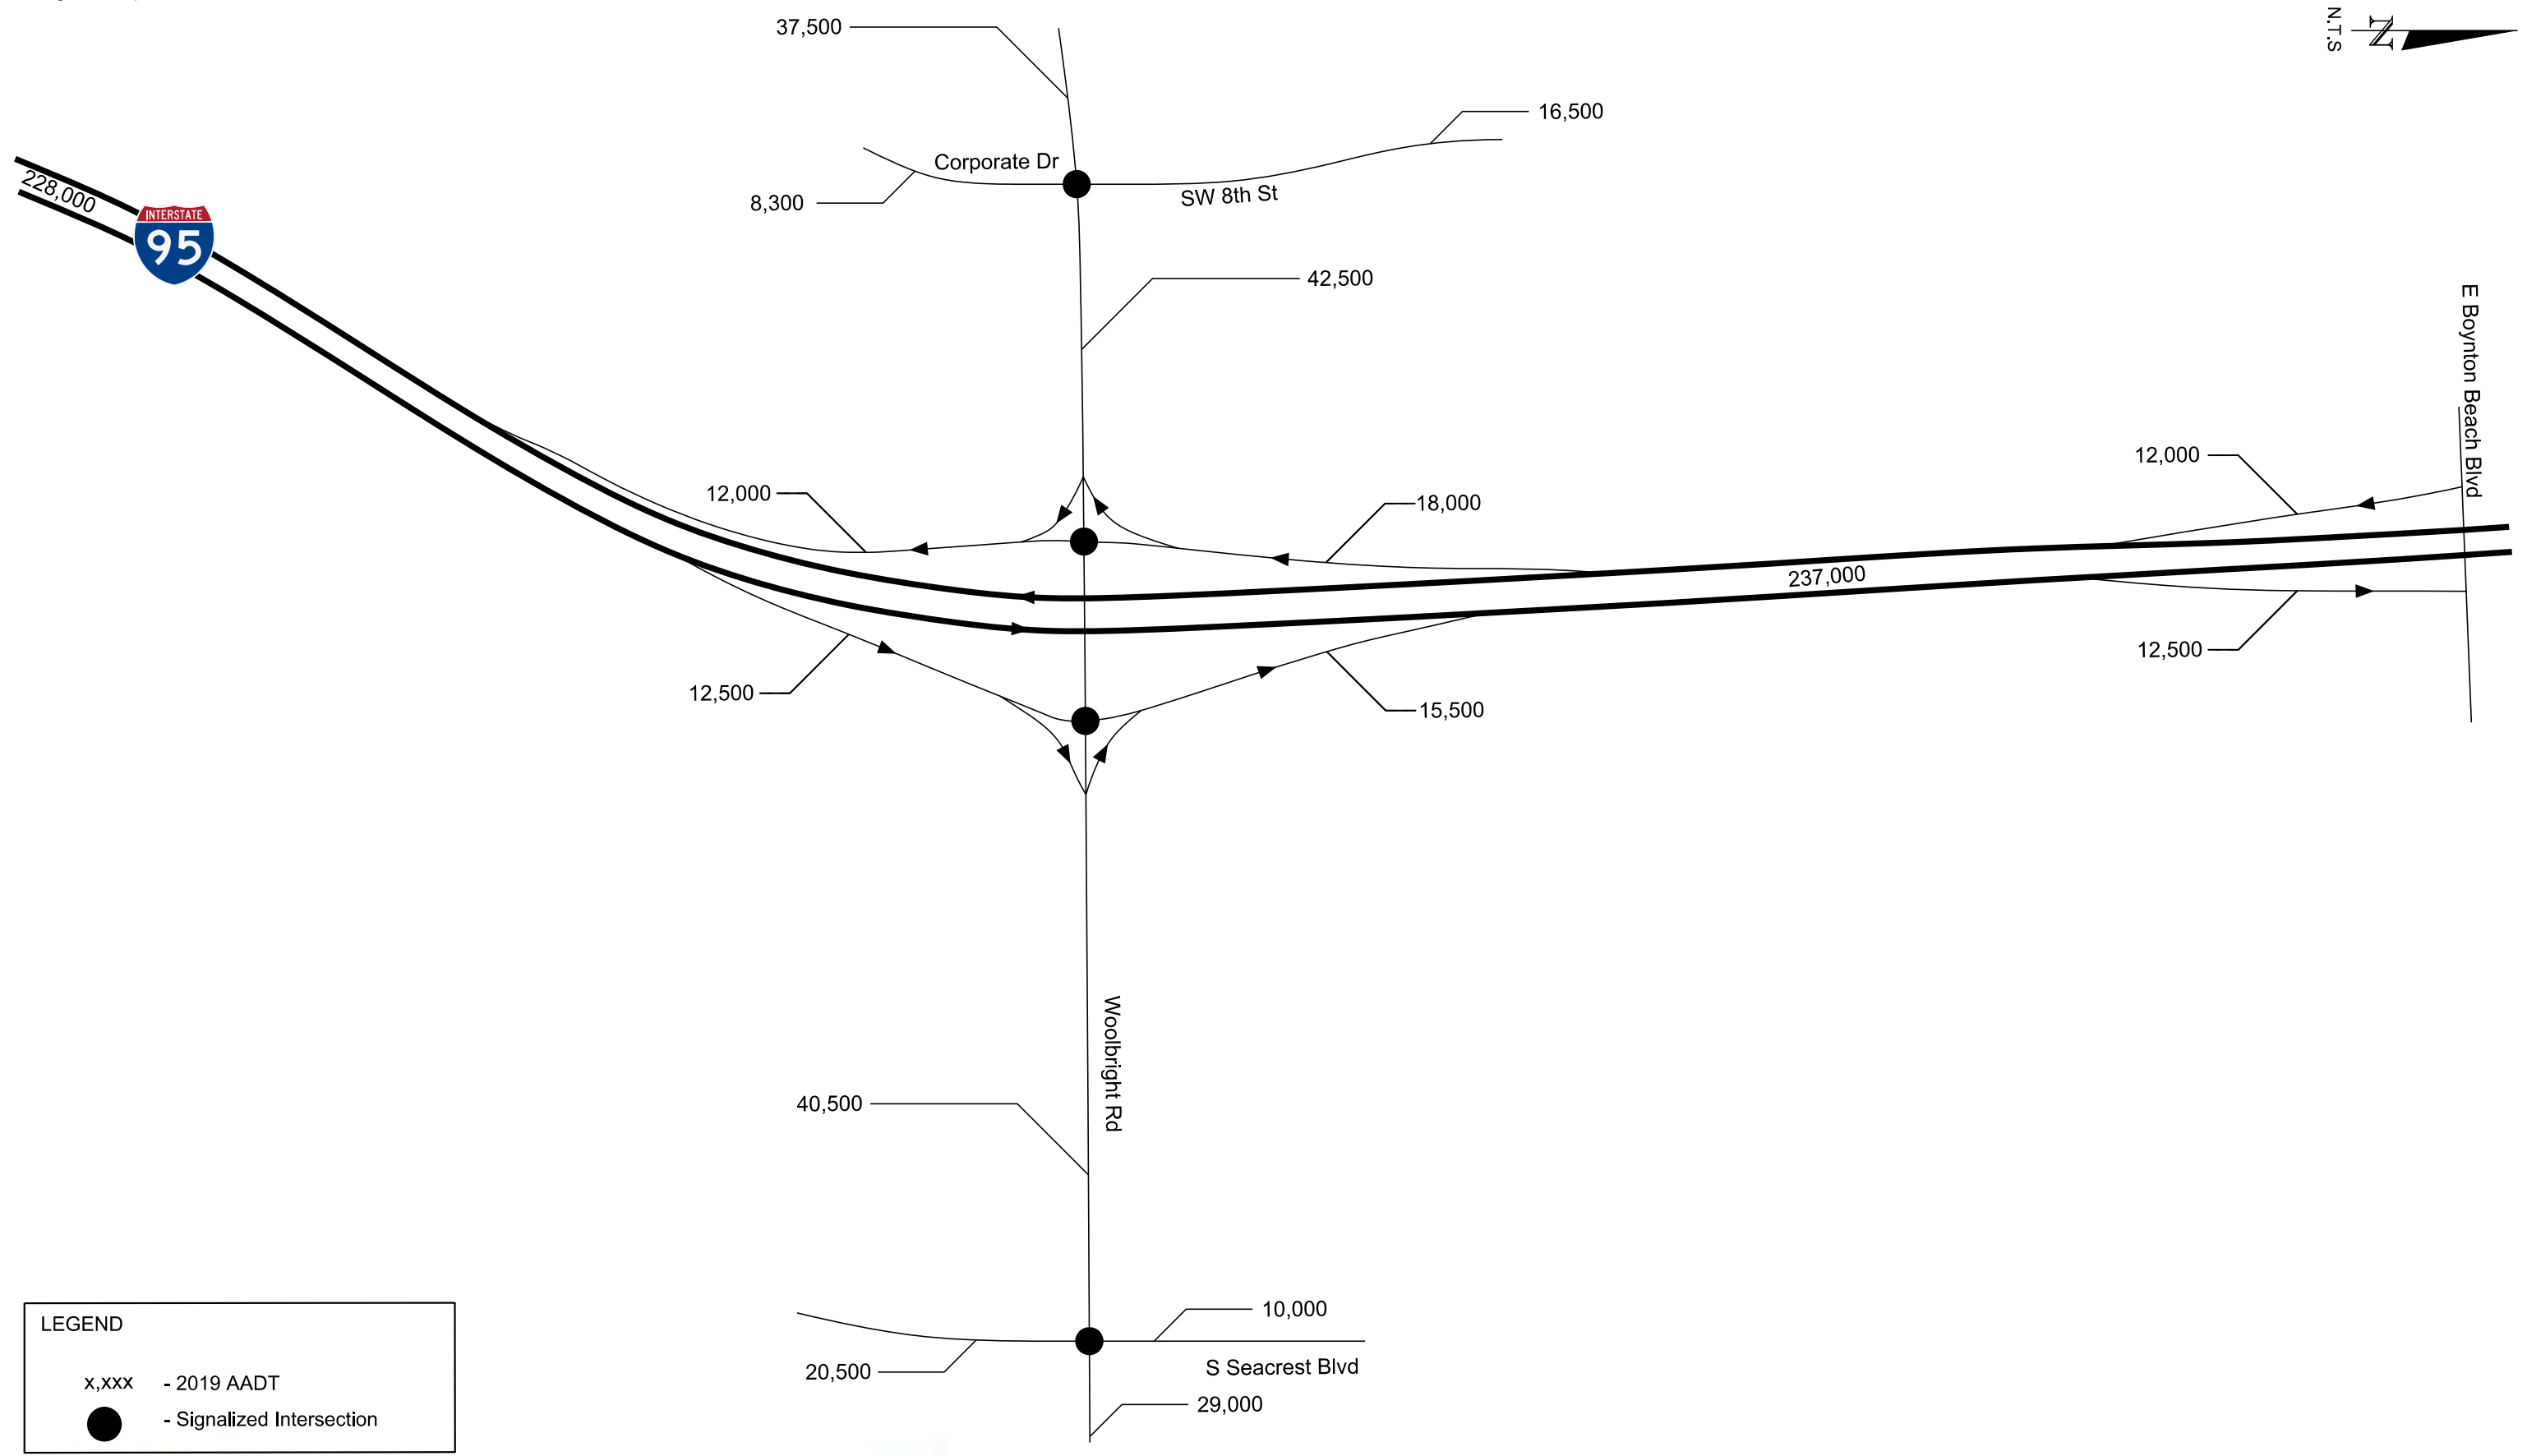 37,500
N.T.S
N
16,500
Corporate Dr
228,000
8,300
SW 8th St
INTERSTATE
95
42,500
E Boynton Beach Blvd
12,000
12,000
18,000
237,000
12,500
12,500
15,500
Woolbright Rd
40,500
10,000
LEGEND
S Seacrest Blvd
20,500
x,xxx - 2019 AADT
29,000
- Signalized Intersection